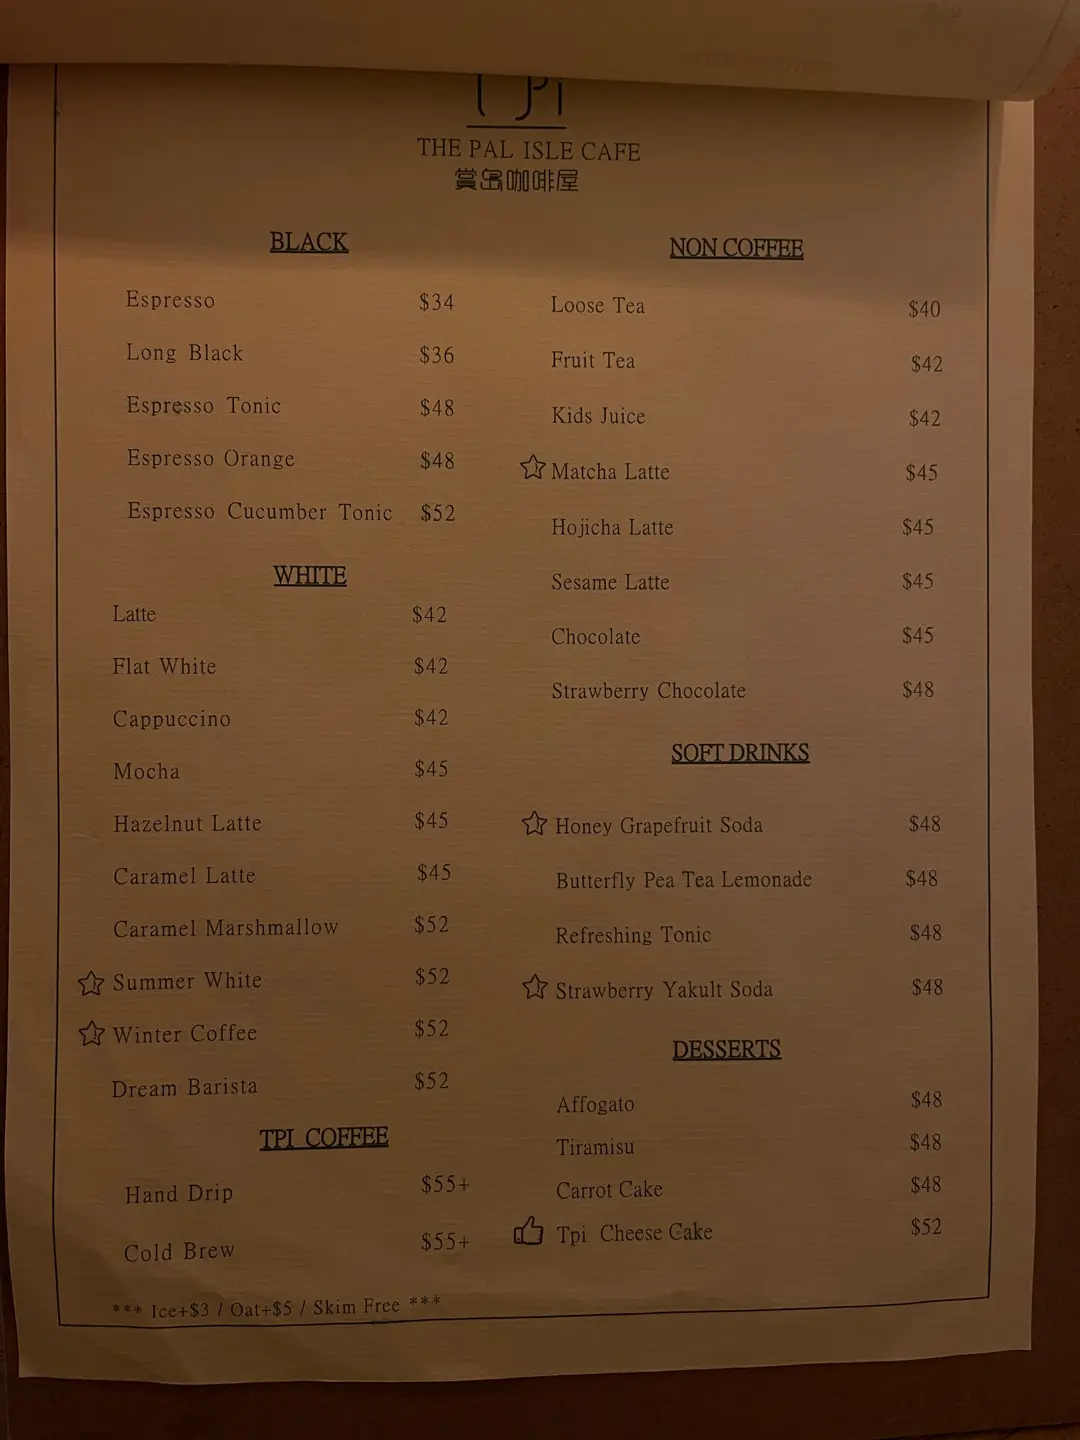 THE PAL ISLE CAFE
賞島咖啡屋
BLACK
Espresso $34
Long Black $36
Espresso Tonic $48
Espresso Orange $48
Espresso Cucumber Tonic $52
WHITE
Latte $42
Flat White $42
Cappuccino $42
Mocha $45
Hazelnut Latte $45
Caramel Latte $45
Caramel Marshmallow $52
Summer White $52
Winter Coffee $52
Dream Barista $52
TPI COFFEE
Hand Drip $55+
Cold Brew $55+
*** Ice+$3 / Oat+$5 / Skim Free ***
NON COFFEE
Loose Tea $40
Fruit Tea $42
Kids Juice $42
Matcha Latte $45
Hojicha Latte $45
Sesame Latte $45
Chocolate $45
Strawberry Chocolate $48
SOFT DRINKS
Honey Grapefruit Soda $48
Butterfly Pea Tea Lemonade $48
Refreshing Tonic $48
Strawberry Yakult Soda $48
DESSERTS
Affogato $48
Tiramisu $48
Carrot Cake $48
Tpi Cheese Cake $52